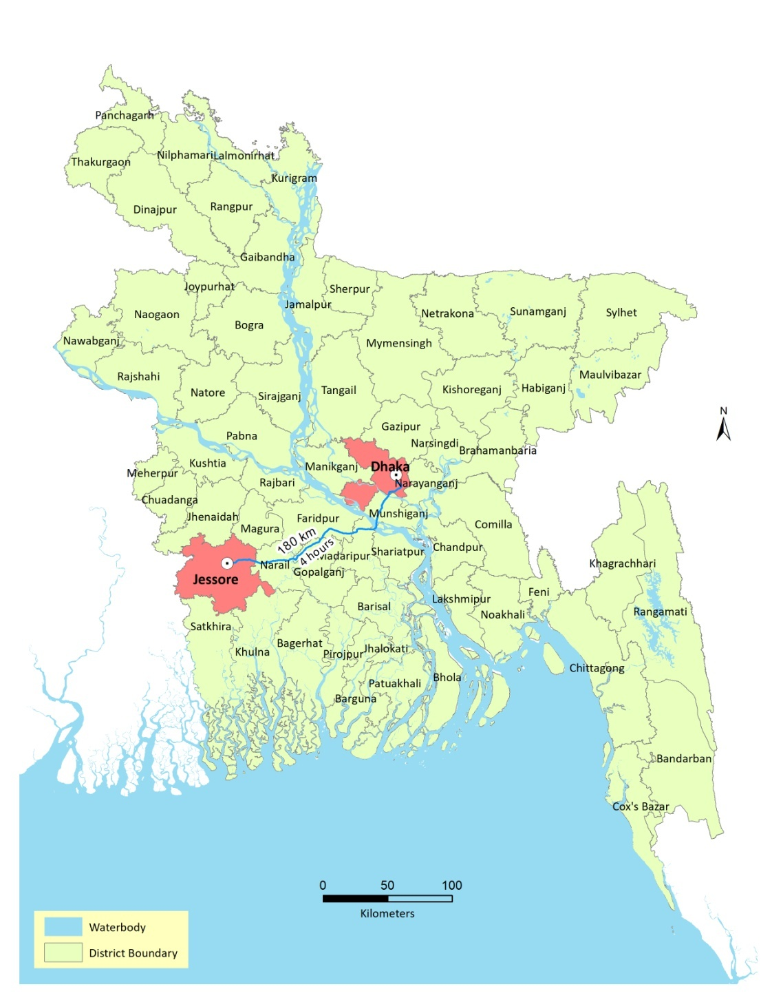 Panchagarh
Nilphamari
Lalmonirhat
Thakurgaon
Kurigram
Dinajpur
Rangpur
Gaibandha
Joypurhat
Sherpur
Jamalpur
Naogaon
Netrakona
Sunamganj
Sylhet
Bogra
Nawabganj
Mymensingh
Rajshahi
Maulvibazar
Natore
Sirajganj
Tangail
Kishoreganj
Habiganj
N
Gazipur
Pabna
Narsingdi
Brahamanbaria
Kushtia
Manikganj
Dhaka
Meherpur
Rajbari
Narayanganj
Chuadanga
Jhenaidah
Faridpur
Munshiganj
Magura
Comilla
180 km
4 hours
Madaripur
Shariatpur
Chandpur
Narail
Gopalganj
Khagrachhari
Jessore
Feni
Lakshmipur
Noakhali
Barisal
Rangamati
Satkhira
Khulna
Bagerhat
Pirojpur
Jhalokati
Chittagong
Bhola
Patuakhali
Barguna
Bandarban
Cox's Bazar
0 50 100
Kilometers
Waterbody
District Boundary